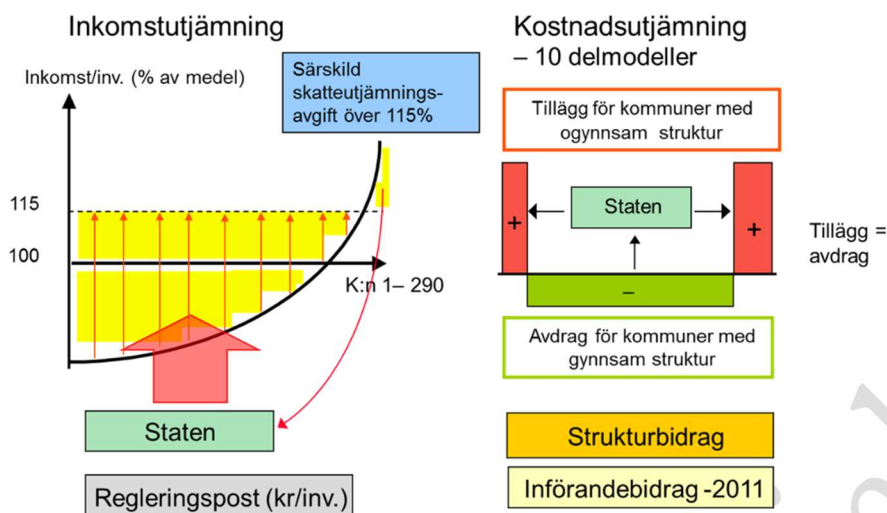 Inkomstutjämning
Inkomst/inv. (% av medel)
Särskild
skatteutjämnings-
avgift över 115%
115
100
K:n 1– 290
Staten
Regleringspost (kr/inv.)
Kostnadsutjämning
– 10 delmodeller
Tillägg för kommuner med
ogynnsam struktur
+
Staten
+
Tillägg =
avdrag
–
Avdrag för kommuner med
gynnsam struktur
Strukturbidrag
Införandebidrag -2011